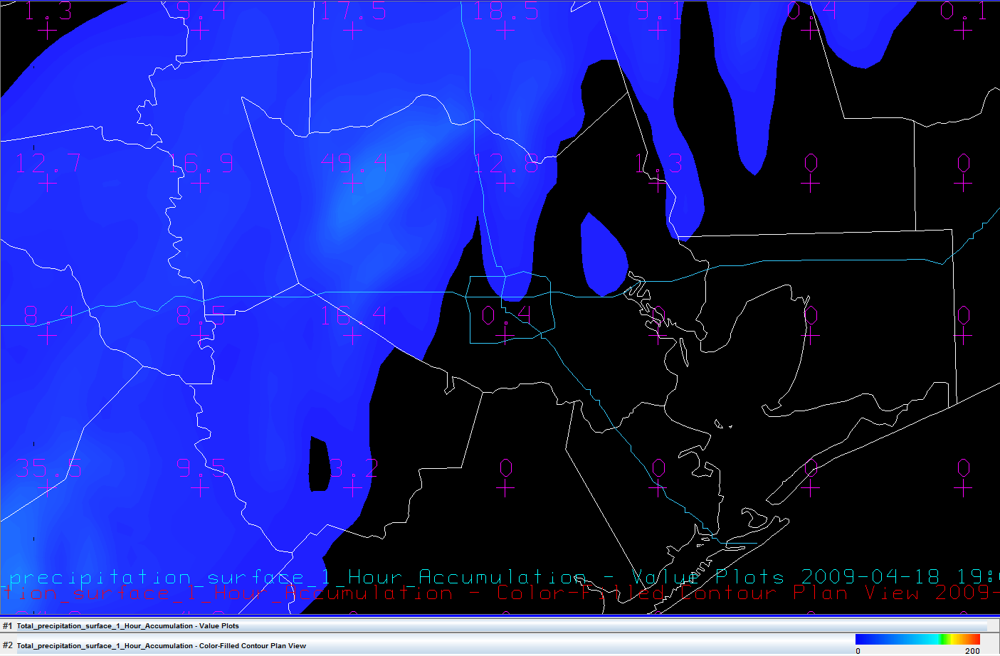 1.3 9.4 17.5 18.5 9.1 0.4 0.1
12.7 16.9 49.4 12.8 1.3 0 0
8.4 8.5 16.4 0.4 0 0 0
35.5 9.5 3.2 0 0 0 0
precipitation_surface_1_Hour_Accumulation - Value Plots 2009-04-18 19:
ion_surface_1_Hour_Accumulation - Color-Filled Contour Plan View 2009-
#1 Total_precipitation_surface_1_Hour_Accumulation - Value Plots
#2 Total_precipitation_surface_1_Hour_Accumulation - Color-Filled Contour Plan View
0 200